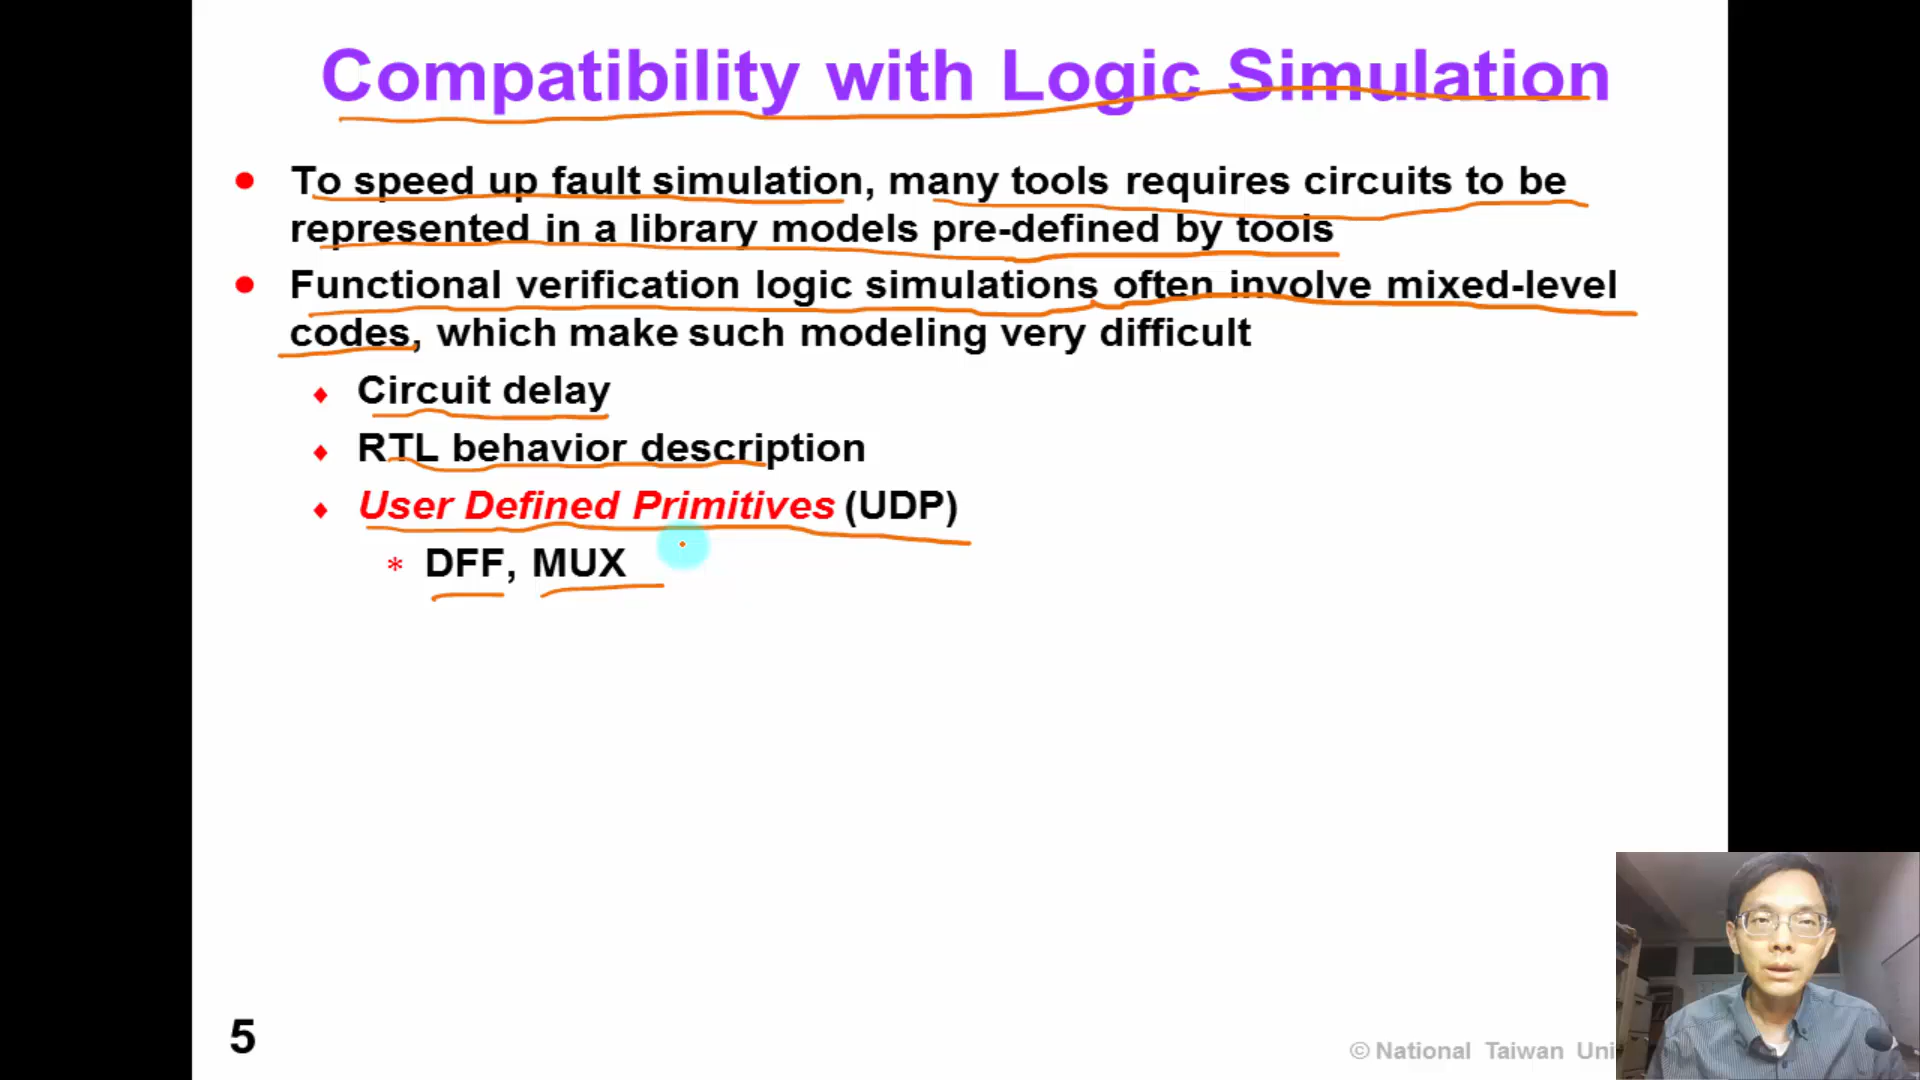 Compatibility with Logic Simulation
● To speed up fault simulation, many tools requires circuits to be
represented in a library models pre-defined by tools
● Functional verification logic simulations often involve mixed-level
codes, which make such modeling very difficult
♦ Circuit delay
♦ RTL behavior description
♦ User Defined Primitives (UDP)
* DFF, MUX
5
© National Taiwan Uni